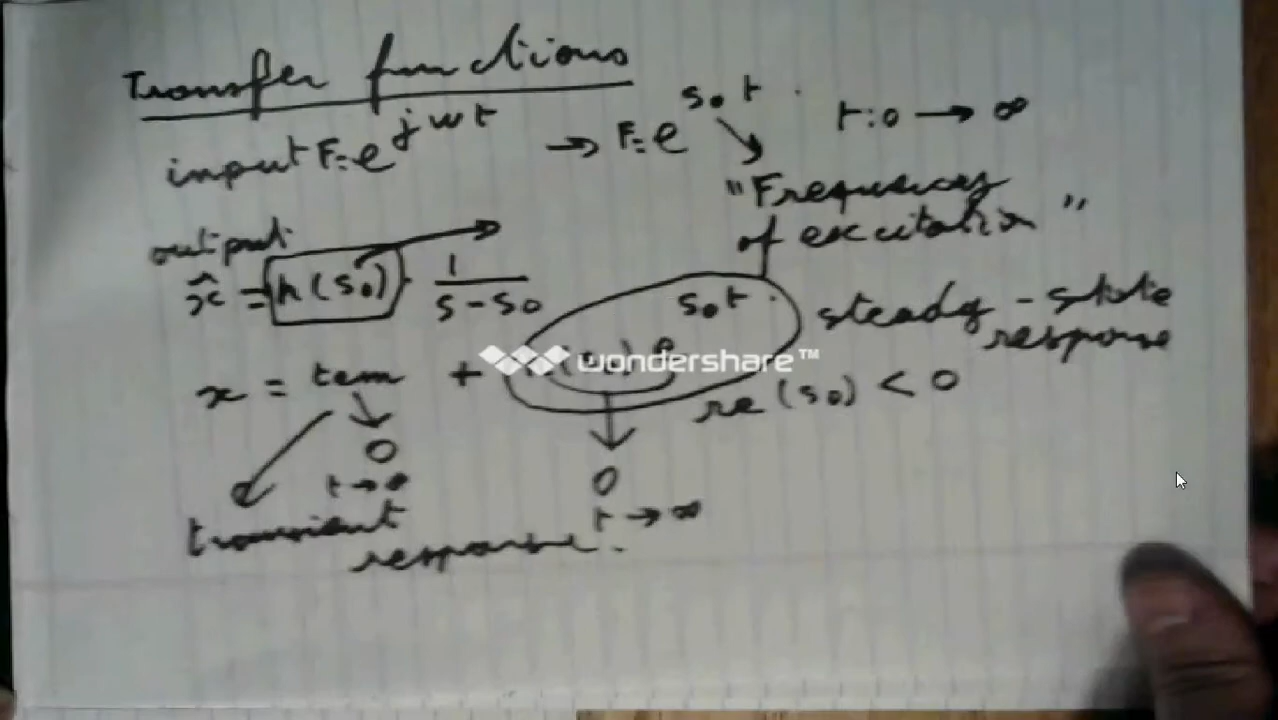 Transfer functions
input F=e^jwt → F=e^s₀t t:0 → ∞
"Frequency of excitation"
output
x̂ = h(s₀) · 1/(s-s₀)
s₀t steady-state response
x = tem + e
wondershare™
re(s₀) < 0
0 0
t→∞ t→∞
transient response.